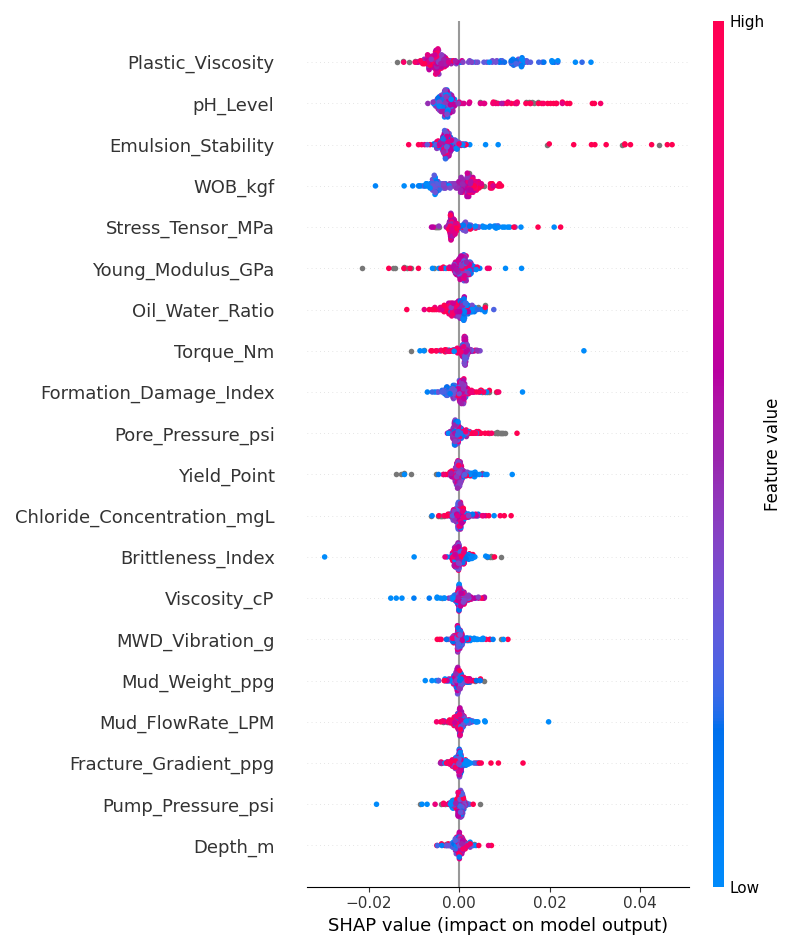 High
Plastic_Viscosity
pH_Level
Emulsion_Stability
WOB_kgf
Stress_Tensor_MPa
Young_Modulus_GPa
Oil_Water_Ratio
Torque_Nm
Formation_Damage_Index
Pore_Pressure_psi
Yield_Point
Chloride_Concentration_mgL
Brittleness_Index
Viscosity_cP
MWD_Vibration_g
Mud_Weight_ppg
Mud_FlowRate_LPM
Fracture_Gradient_ppg
Pump_Pressure_psi
Depth_m
Feature value
Low
−0.02 0.00 0.02 0.04
SHAP value (impact on model output)